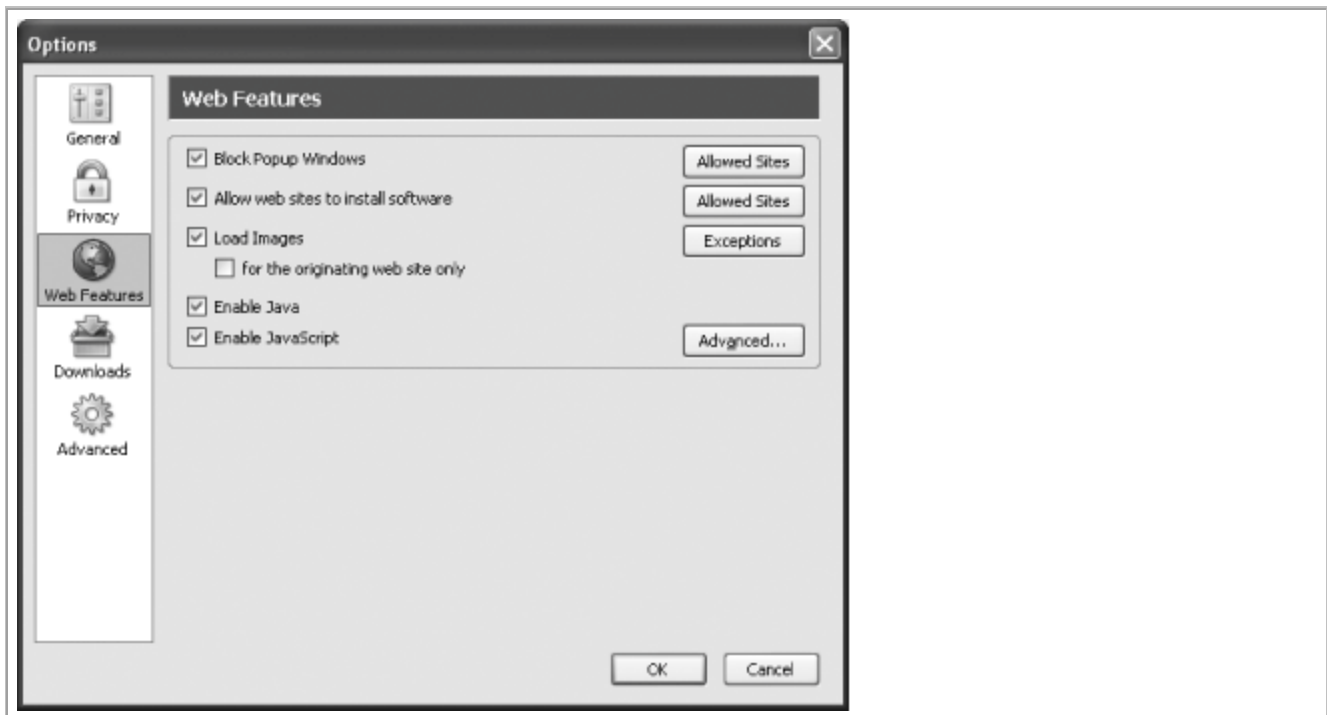 Options
General
Privacy
Web Features
Downloads
Advanced
Web Features
Block Popup Windows
Allowed Sites
Allow web sites to install software
Allowed Sites
Load Images
Exceptions
for the originating web site only
Enable Java
Enable JavaScript
Advanced...
OK
Cancel